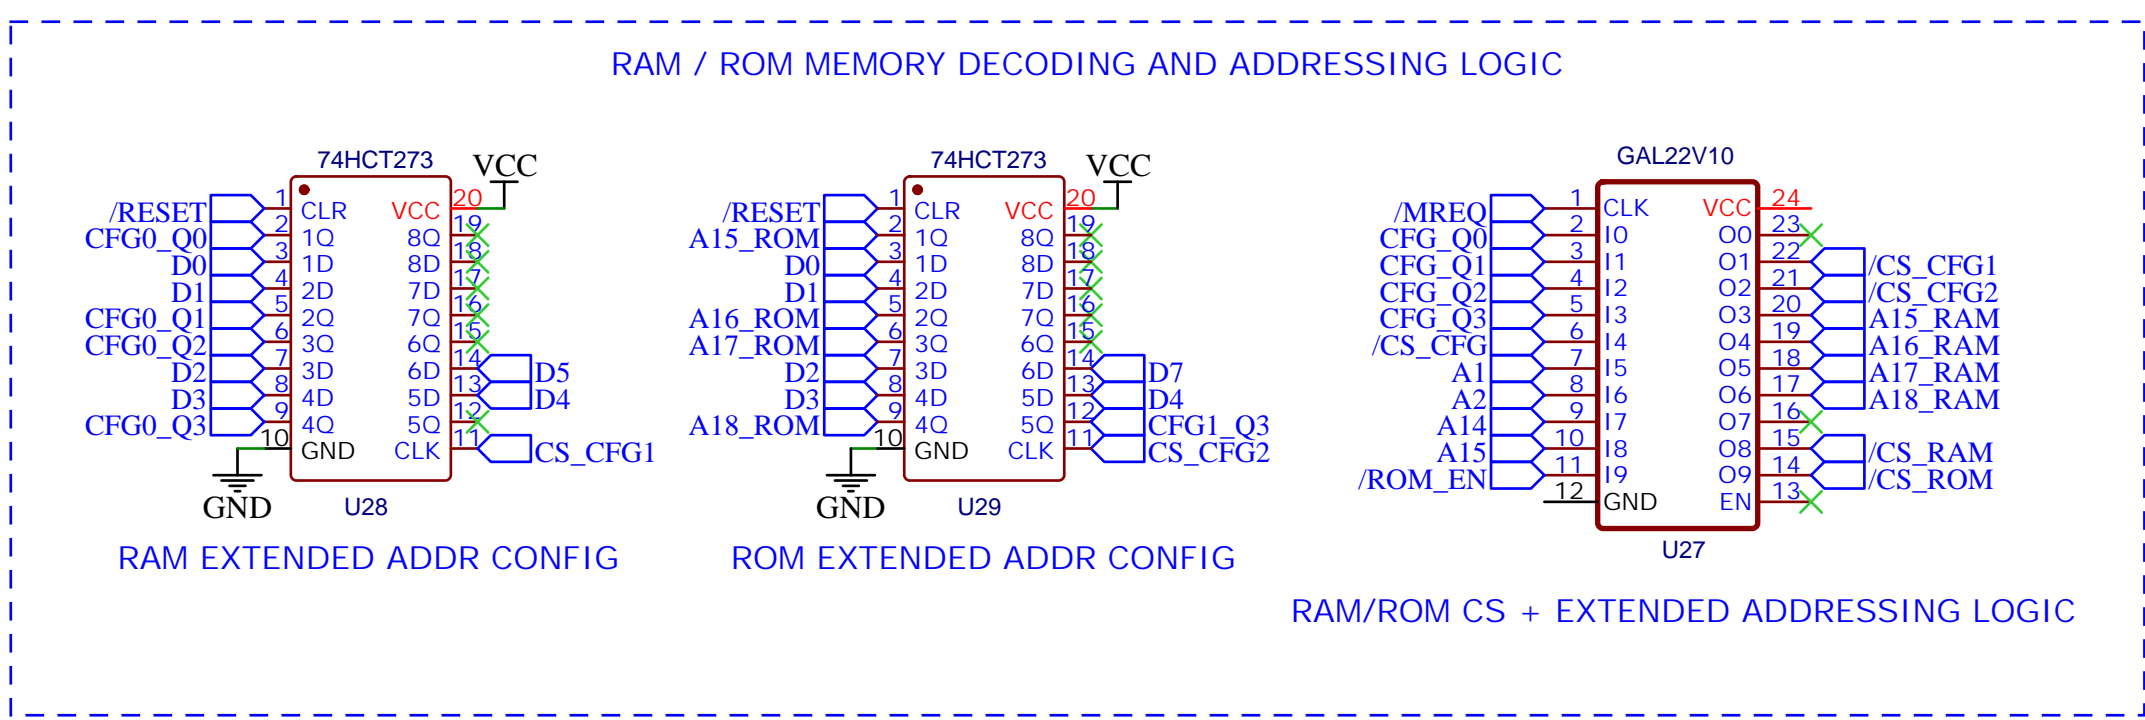 RAM / ROM MEMORY DECODING AND ADDRESSING LOGIC
74HCT273
VCC
/RESET 1 CLR VCC 20
CFG0_Q0 2 1Q 8Q 19
D0 3 1D 8D 18
D1 4 2D 7D 17
CFG0_Q1 5 2Q 7Q 16
CFG0_Q2 6 3Q 6Q 15
D2 7 3D 6D 14 D5
D3 8 4D 5D 13 D4
CFG0_Q3 9 4Q 5Q 12
10 GND CLK 11 CS_CFG1
GND
U28
RAM EXTENDED ADDR CONFIG
74HCT273
VCC
/RESET 1 CLR VCC 20
A15_ROM 2 1Q 8Q 19
D0 3 1D 8D 18
D1 4 2D 7D 17
A16_ROM 5 2Q 7Q 16
A17_ROM 6 3Q 6Q 15
D2 7 3D 6D 14 D7
D3 8 4D 5D 13 D4
A18_ROM 9 4Q 5Q 12 CFG1_Q3
10 GND CLK 11 CS_CFG2
GND
U29
ROM EXTENDED ADDR CONFIG
GAL22V10
/MREQ 1 CLK VCC 24
CFG_Q0 2 I0 O0 23
CFG_Q1 3 I1 O1 22 /CS_CFG1
CFG_Q2 4 I2 O2 21 /CS_CFG2
CFG_Q3 5 I3 O3 20 A15_RAM
/CS_CFG 6 I4 O4 19 A16_RAM
A1 7 I5 O5 18 A17_RAM
A2 8 I6 O6 17 A18_RAM
A14 9 I7 O7 16
A15 10 I8 O8 15 /CS_RAM
/ROM_EN 11 I9 O9 14 /CS_ROM
12 GND EN 13
U27
RAM/ROM CS + EXTENDED ADDRESSING LOGIC